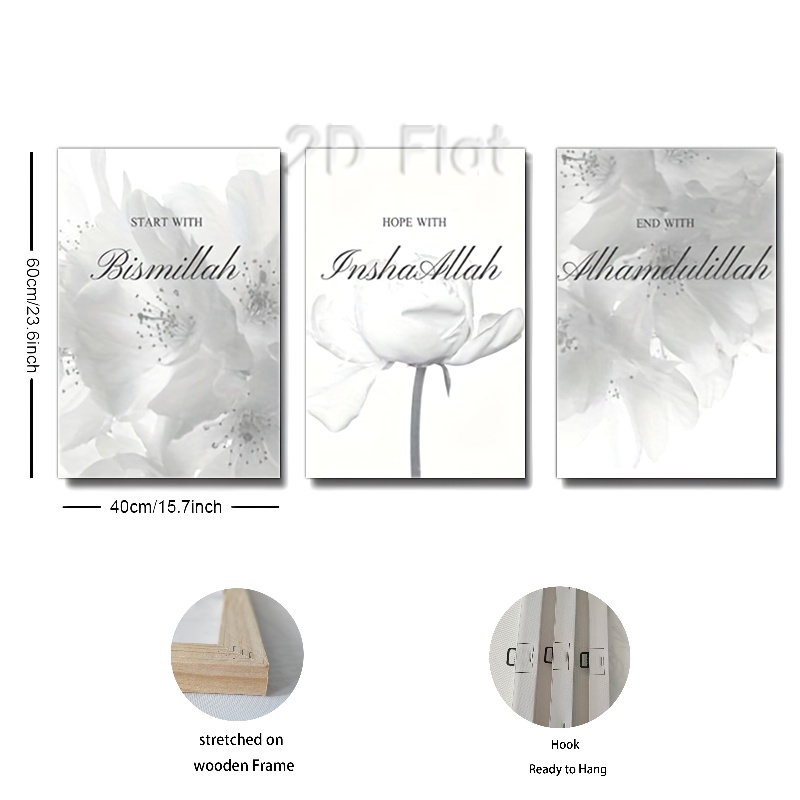 2D Flat
START WITH
Bismillah
HOPE WITH
InshaAllah
END WITH
Alhamdulillah
60cm/23.6inch
40cm/15.7inch
stretched on
wooden Frame
Hook
Ready to Hang